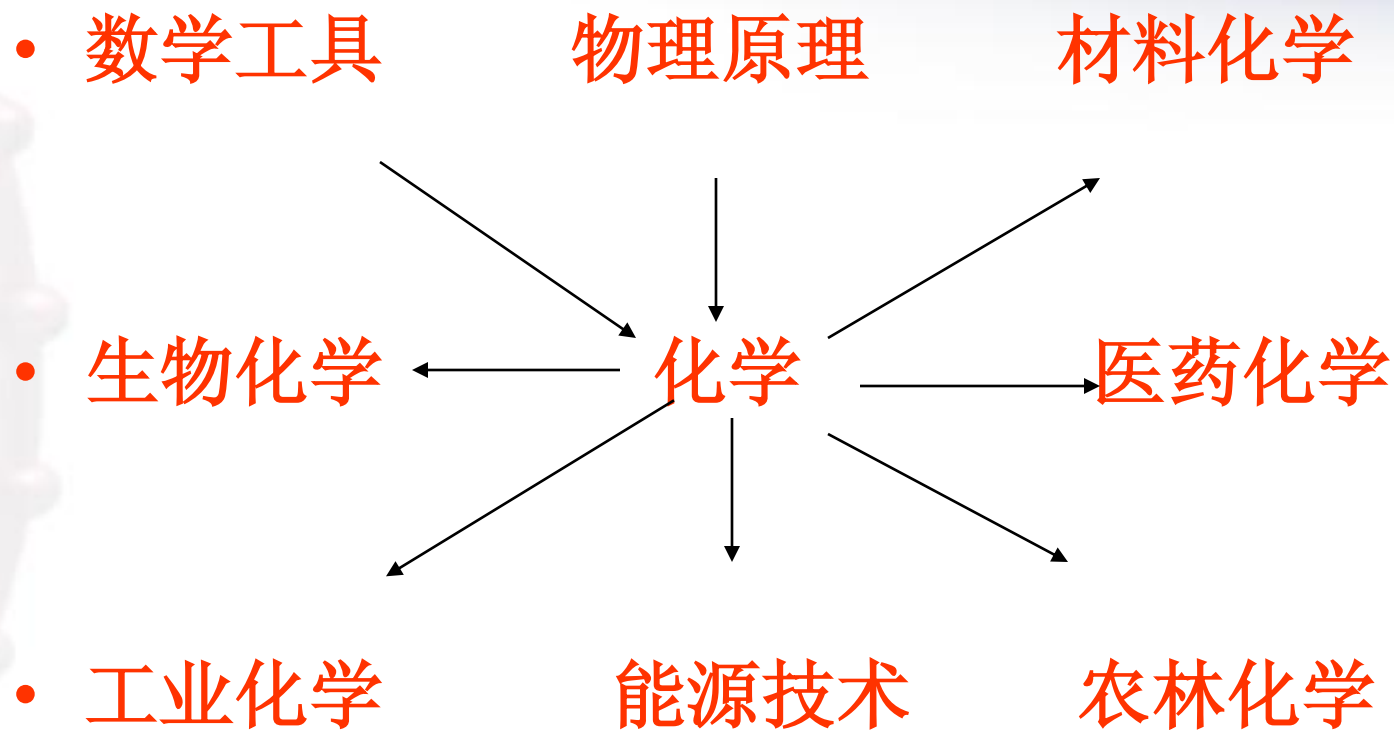 • 数学工具 物理原理 材料化学
• 生物化学 化学 医药化学
• 工业化学 能源技术 农林化学